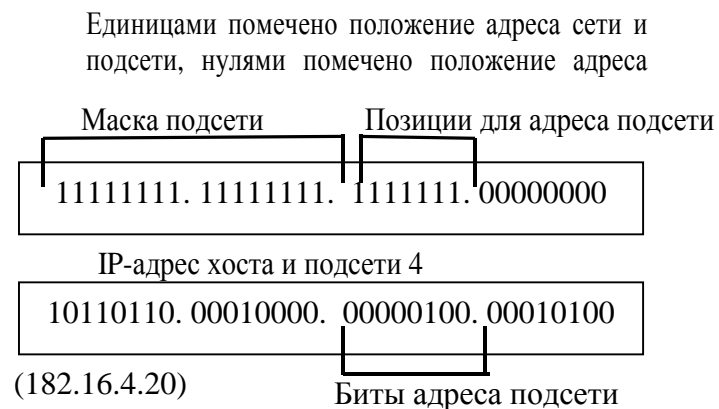 Единицами помечено положение адреса сети и
подсети, нулями помечено положение адреса
Маска подсети Позиции для адреса подсети
11111111. 11111111. 1111111. 00000000
IP-адрес хоста и подсети 4
10110110. 00010000. 00000100. 00010100
(182.16.4.20) Биты адреса подсети